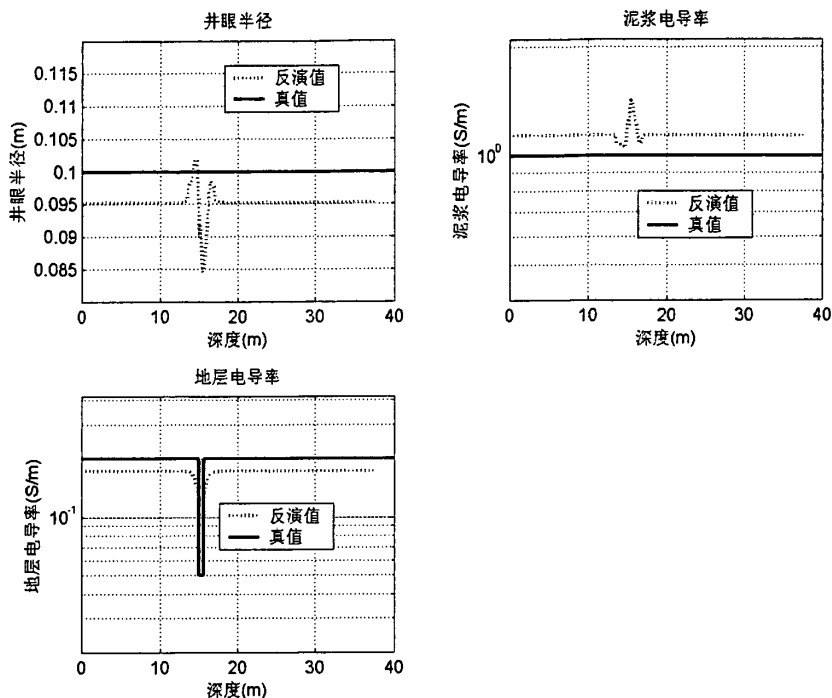 井眼半径
0.115
0.11
0.105
0.1
0.095
0.09
0.085
井眼半径(m)
反演值
真值
0 10 20 30 40
深度(m)
泥浆电导率
10⁰
泥浆电导率(S/m)
反演值
真值
0 10 20 30 40
深度(m)
地层电导率
10⁻¹
地层电导率(S/m)
反演值
真值
0 10 20 30 40
深度(m)